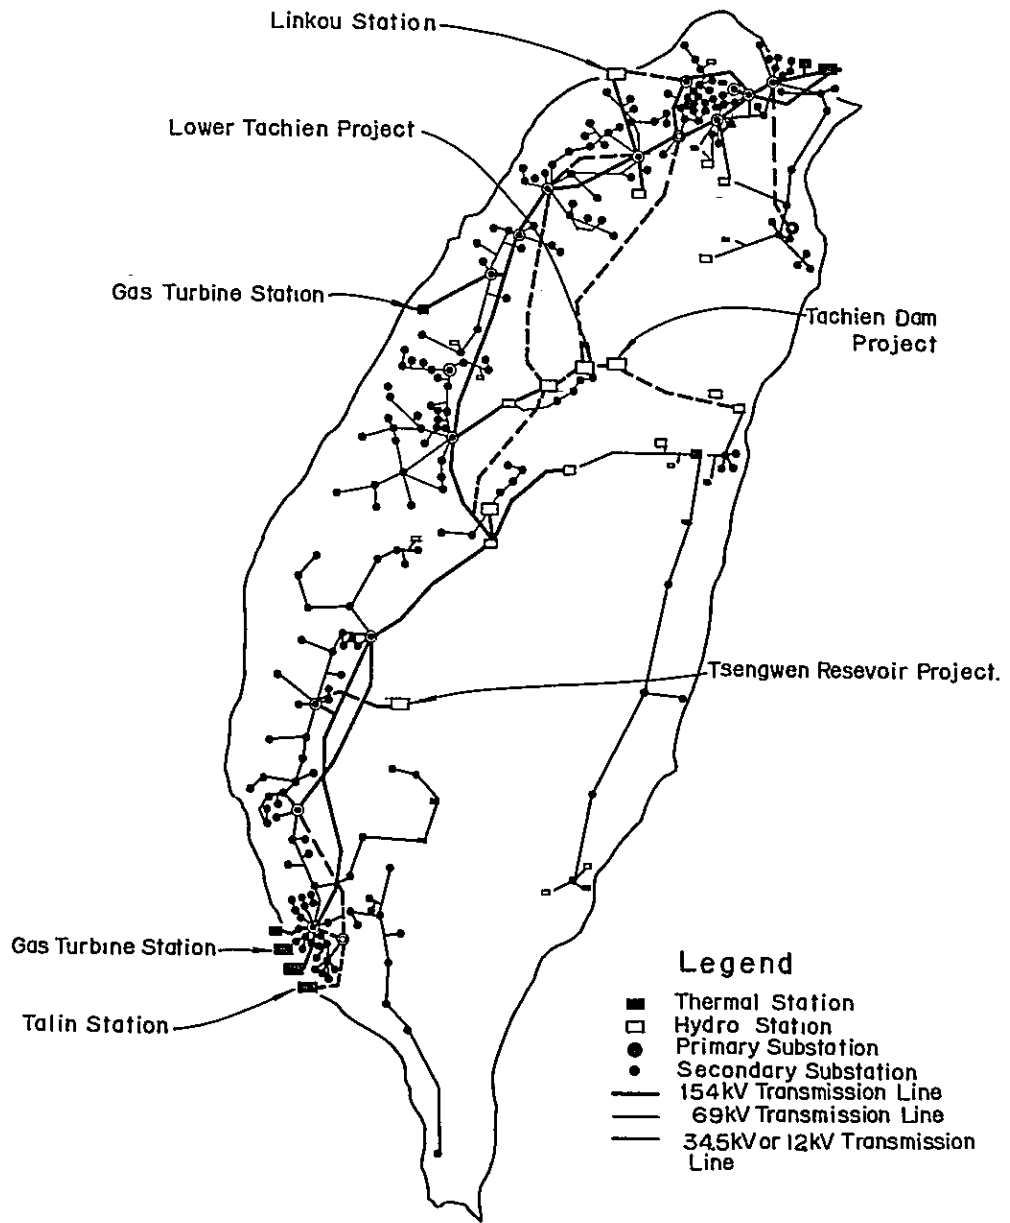 Linkou Station
Lower Tachien Project
Gas Turbine Station
Tachien Dam
Project
Tsengwen Resevoir Project.
Gas Turbine Station
Talin Station
Legend
Thermal Station
Hydro Station
Primary Substation
Secondary Substation
154kV Transmission Line
69kV Transmission Line
34.5kV or 12kV Transmission
Line